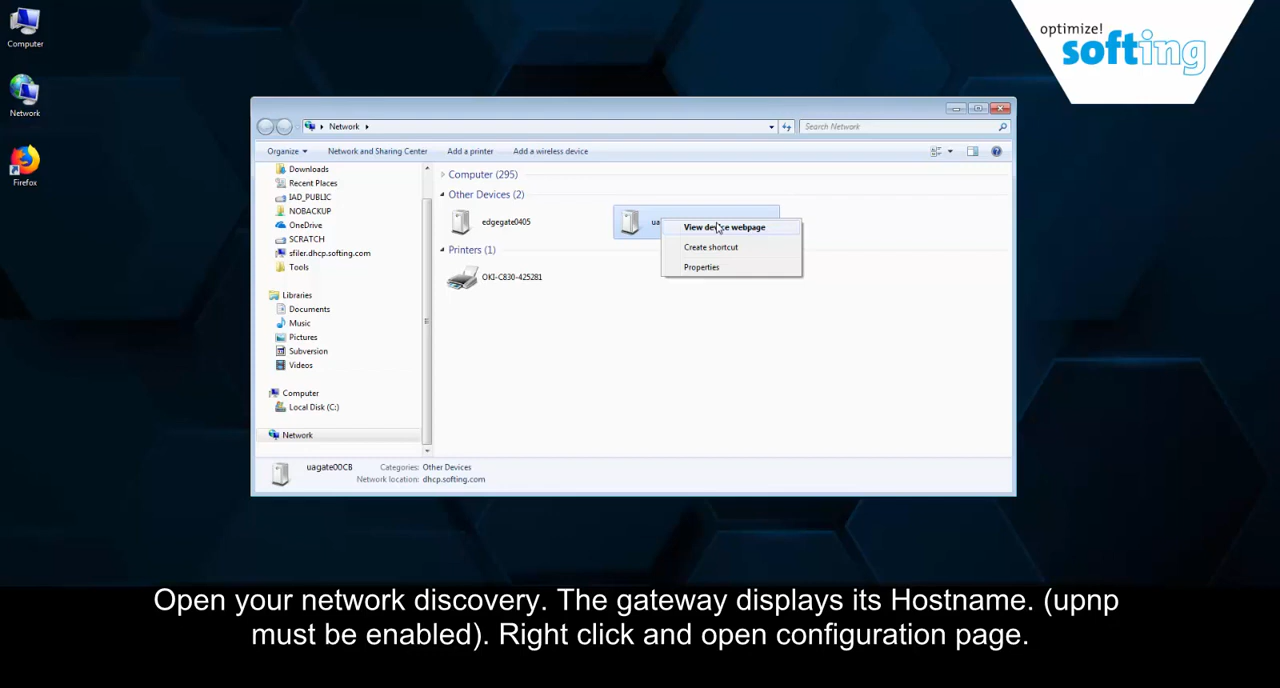 Computer
Network
Firefox
optimize!
softing
Network
Search Network
Organize
Network and Sharing Center
Add a printer
Add a wireless device
Downloads
Recent Places
IAD_PUBLIC
NOBACKUP
OneDrive
SCRATCH
sfiler.dhcp.softing.com
Tools
Libraries
Documents
Music
Pictures
Subversion
Videos
Computer
Local Disk (C:)
Network
Computer (295)
Other Devices (2)
edgegate0405
ua
View device webpage
Create shortcut
Properties
Printers (1)
OKI-C830-425281
uagate00CB
Categories: Other Devices
Network location: dhcp.softing.com
Open your network discovery. The gateway displays its Hostname. (upnp
must be enabled). Right click and open configuration page.